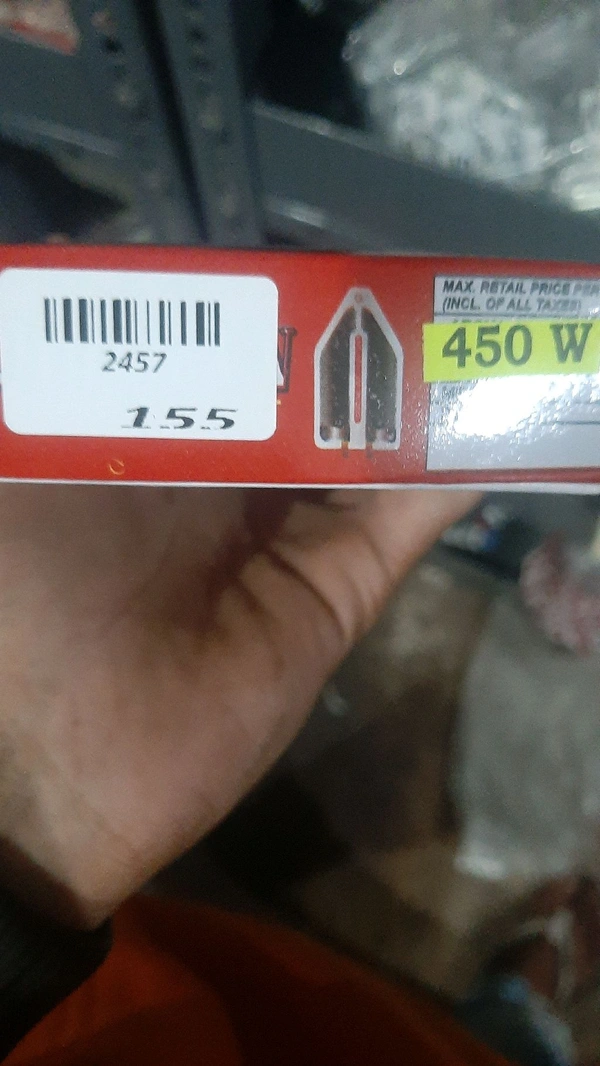 2457
155
MAX. RETAIL PRICE PER
(INCL. OF ALL TAXES)
450 W